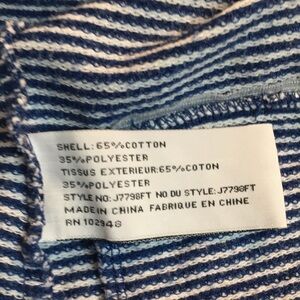 SHELL: 65%COTTON
35%POLYESTER
TISSUS EXTERIEUR:65%COTON
35%POLYESTER
STYLE NO: J7798FT NO DU STYLE: J7798FT
MADE IN CHINA FABRIQUE EN CHINE
RN 102948